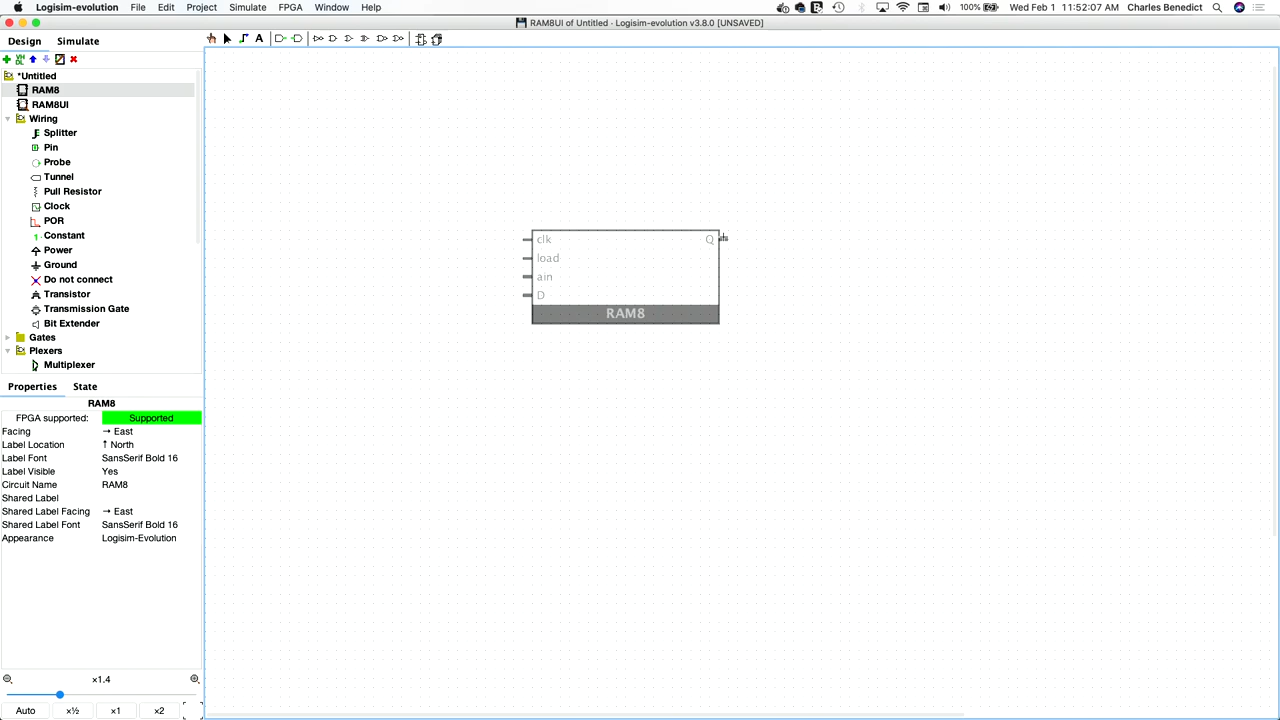 Logisim-evolution File Edit Project Simulate FPGA Window Help 100% Wed Feb 1 11:52:07 AM Charles Benedict
RAM8UI of Untitled · Logisim-evolution v3.8.0 [UNSAVED]
Design Simulate
A
*Untitled
RAM8
RAM8UI
Wiring
Splitter
Pin
Probe
Tunnel
Pull Resistor
Clock
POR
Constant
Power
Ground
Do not connect
Transistor
Transmission Gate
Bit Extender
Gates
Plexers
Multiplexer
clk Q
load
ain
D
RAM8
Properties State
RAM8
FPGA supported: Supported
Facing → East
Label Location ↑ North
Label Font SansSerif Bold 16
Label Visible Yes
Circuit Name RAM8
Shared Label
Shared Label Facing → East
Shared Label Font SansSerif Bold 16
Appearance Logisim-Evolution
x1.4
Auto x½ x1 x2